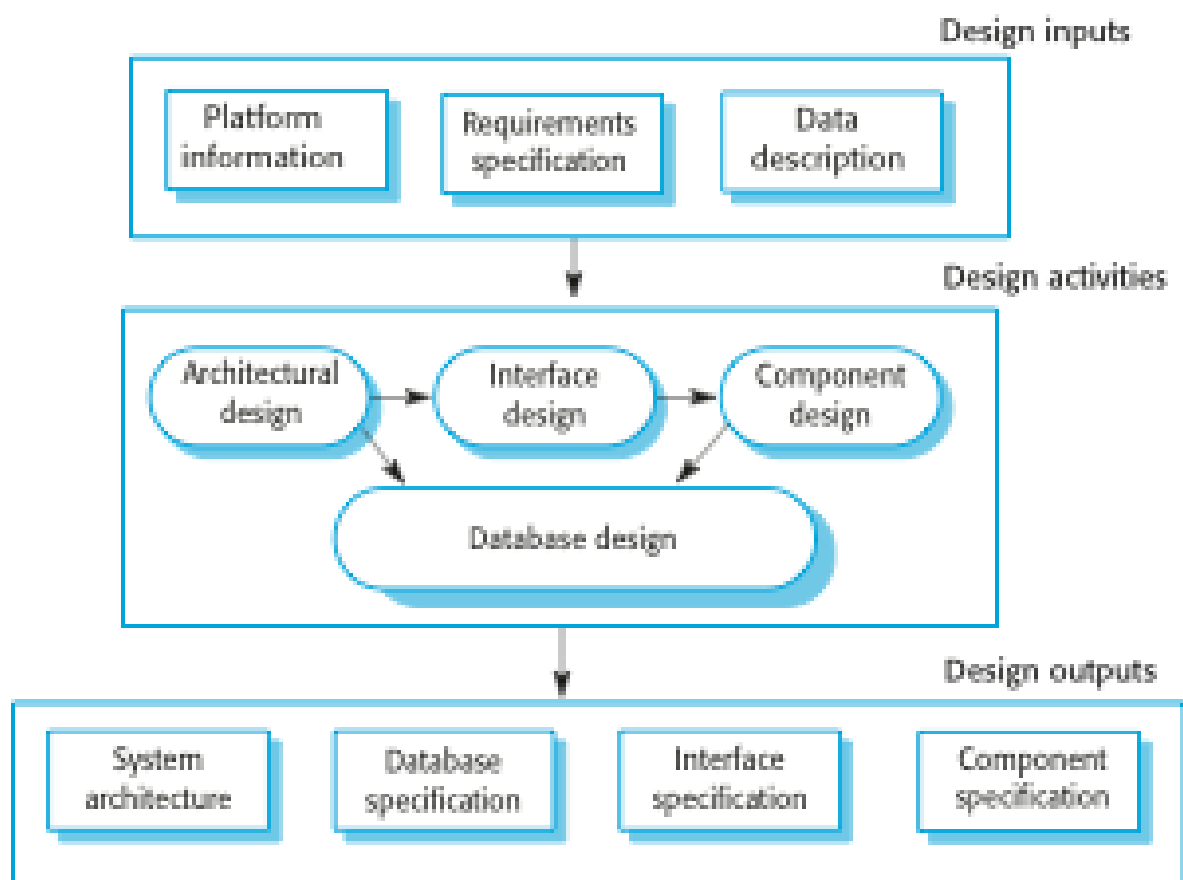 Design inputs
Platform
information
Requirements
specification
Data
description
Design activities
Architectural
design
Interface
design
Component
design
Database design
Design outputs
System
architecture
Database
specification
Interface
specification
Component
specification